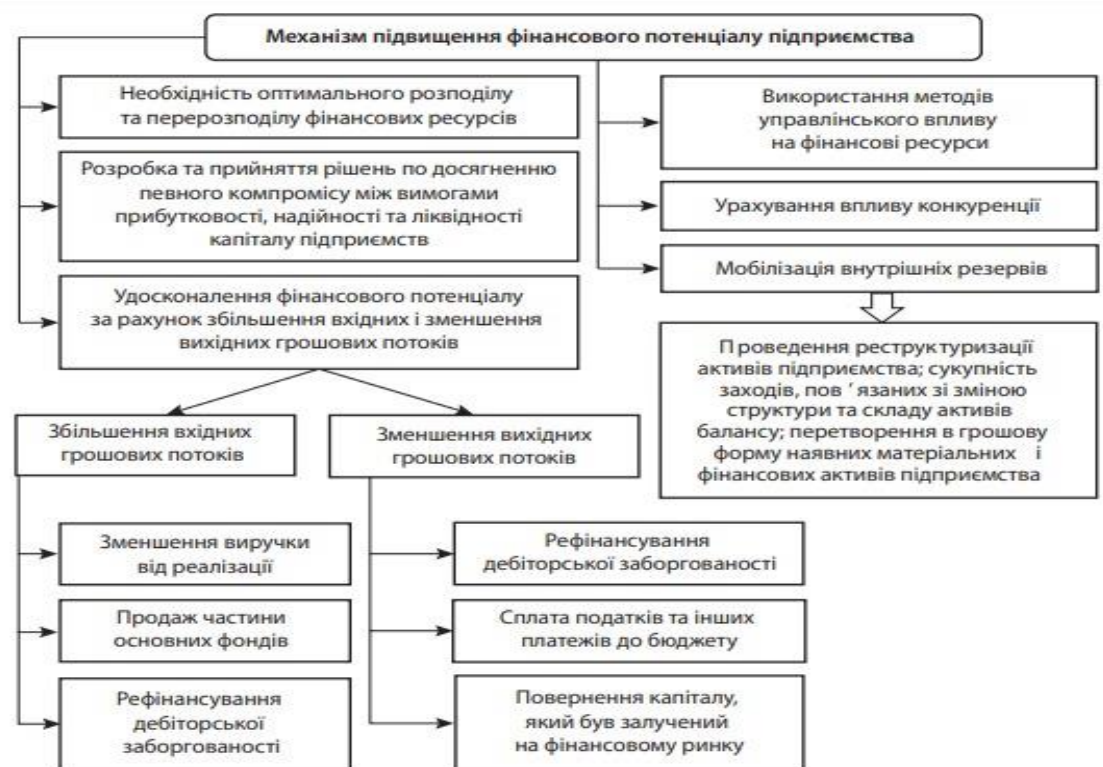 Механізм підвищення фінансового потенціалу підприємства
Необхідність оптимального розподілу
та перерозподілу фінансових ресурсів
Розробка та прийняття рішень по досягненню
певного компромісу між вимогами
прибутковості, надійності та ліквідності
капіталу підприємств
Удосконалення фінансового потенціалу
за рахунок збільшення вхідних і зменшення
вихідних грошових потоків
Використання методів
управлінського впливу
на фінансові ресурси
Урахування впливу конкуренції
Мобілізація внутрішніх резервів
П роведення реструктуризації
активів підприємства; сукупність
заходів, пов ′язаних зі зміною
структури та складу активів
балансу; перетворення в грошову
форму наявних матеріальних і
фінансових активів підприємства
Збільшення вхідних
грошових потоків
Зменшення вихідних
грошових потоків
Зменшення виручки
від реалізації
Продаж частини
основних фондів
Рефінансування
дебіторської
заборгованості
Рефінансування
дебіторської заборгованості
Сплата податків та інших
платежів до бюджету
Повернення капіталу,
який був залучений
на фінансовому ринку